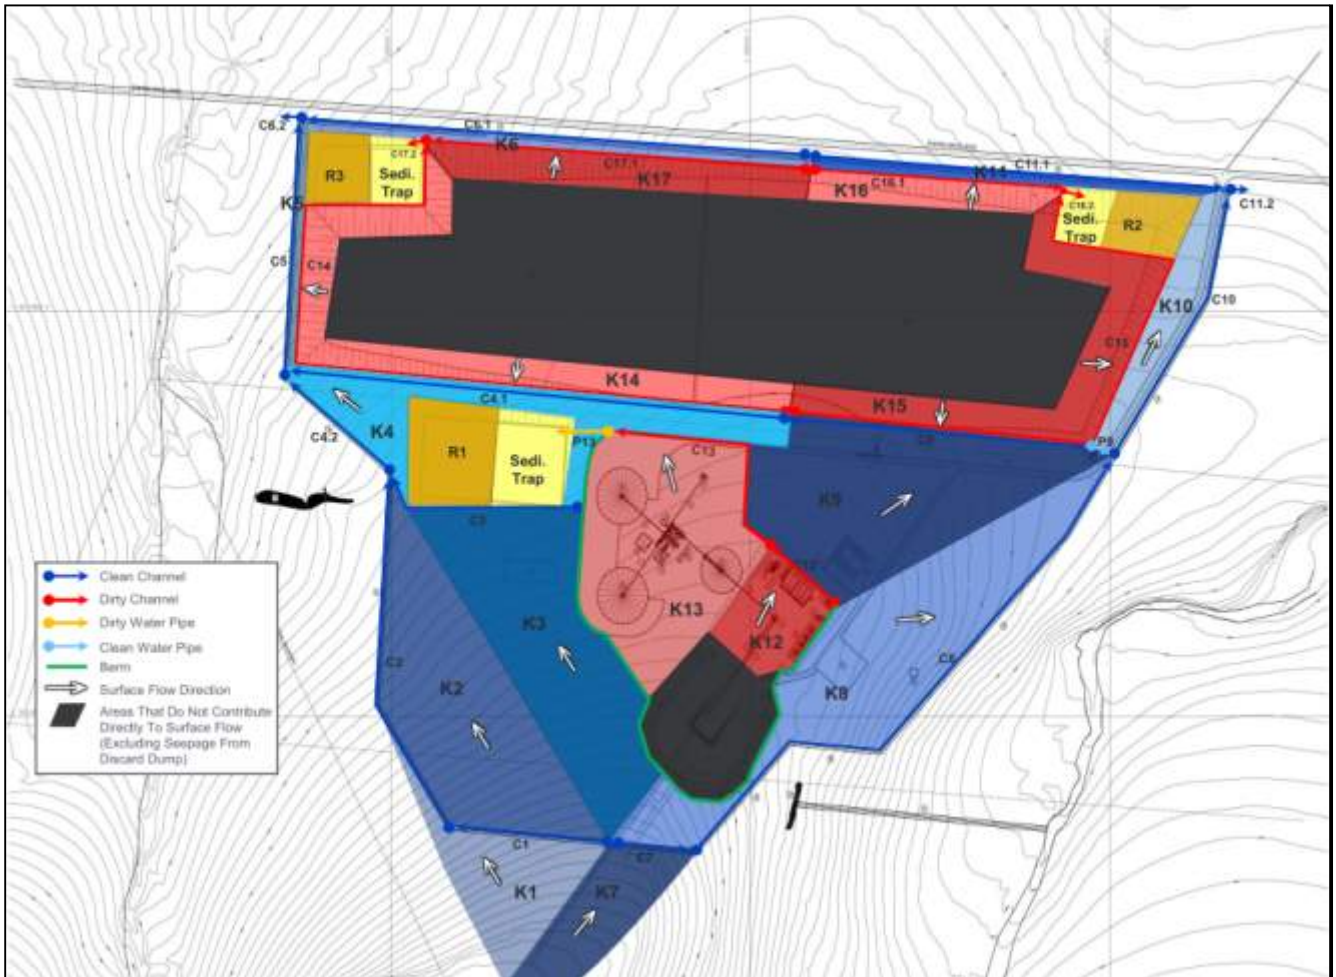 C6.2
C6.1
K6
C17.2
C17.1
K17
C11.1
K11
K16
C16.1
C16.2
C11.2
R3
Sedi.
Trap
Sedi.
Trap
R2
K5
C5
C14
K10
C10
C15
K14
K15
C4.1
K4
C4.2
C9
P9
R1
Sedi.
Trap
P13
C13
C3
K9
K13
K12
K3
K2
C2
K8
C8
C1
C7
K1
K7
Clean Channel
Dirty Channel
Dirty Water Pipe
Clean Water Pipe
Berm
Surface Flow Direction
Areas That Do Not Contribute
Directly To Surface Flow
(Excluding Seepage From
Discard Dump)